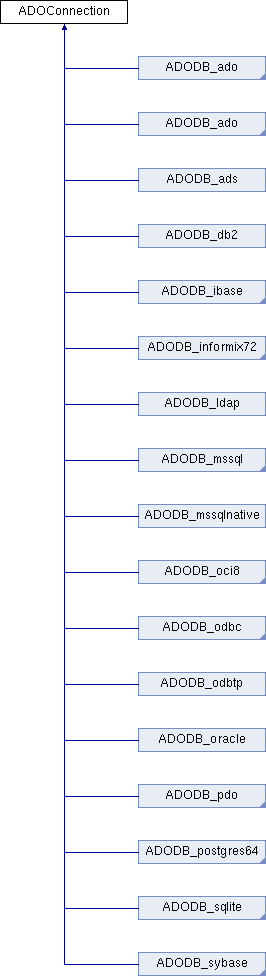 ADOConnection
ADODB_ado
ADODB_ado
ADODB_ads
ADODB_db2
ADODB_ibase
ADODB_informix72
ADODB_ldap
ADODB_mssql
ADODB_mssqlnative
ADODB_oci8
ADODB_odbc
ADODB_odbtp
ADODB_oracle
ADODB_pdo
ADODB_postgres64
ADODB_sqlite
ADODB_sybase